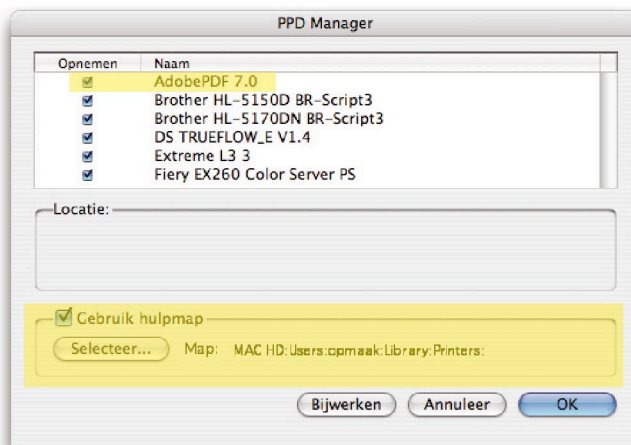 PPD Manager
Opnemen Naam
AdobePDF 7.0
Brother HL-5150D BR-Script3
Brother HL-5170DN BR-Script3
DS TRUEFLOW_E V1.4
Extreme L3 3
Fiery EX260 Color Server PS
Locatie:
Gebruik hulpmap
Selecteer... Map: MAC HD:Users:opmaak:Library:Printers:
Bijwerken Annuleer OK